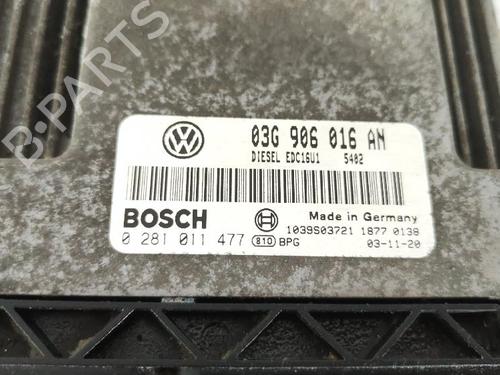 03G 906 016 AN
DIESEL EDC16U1 5402
BOSCH
Made in Germany
0 281 011 477 810 BPG
1039S03721 1877 0138
03-11-20
B-PARTS